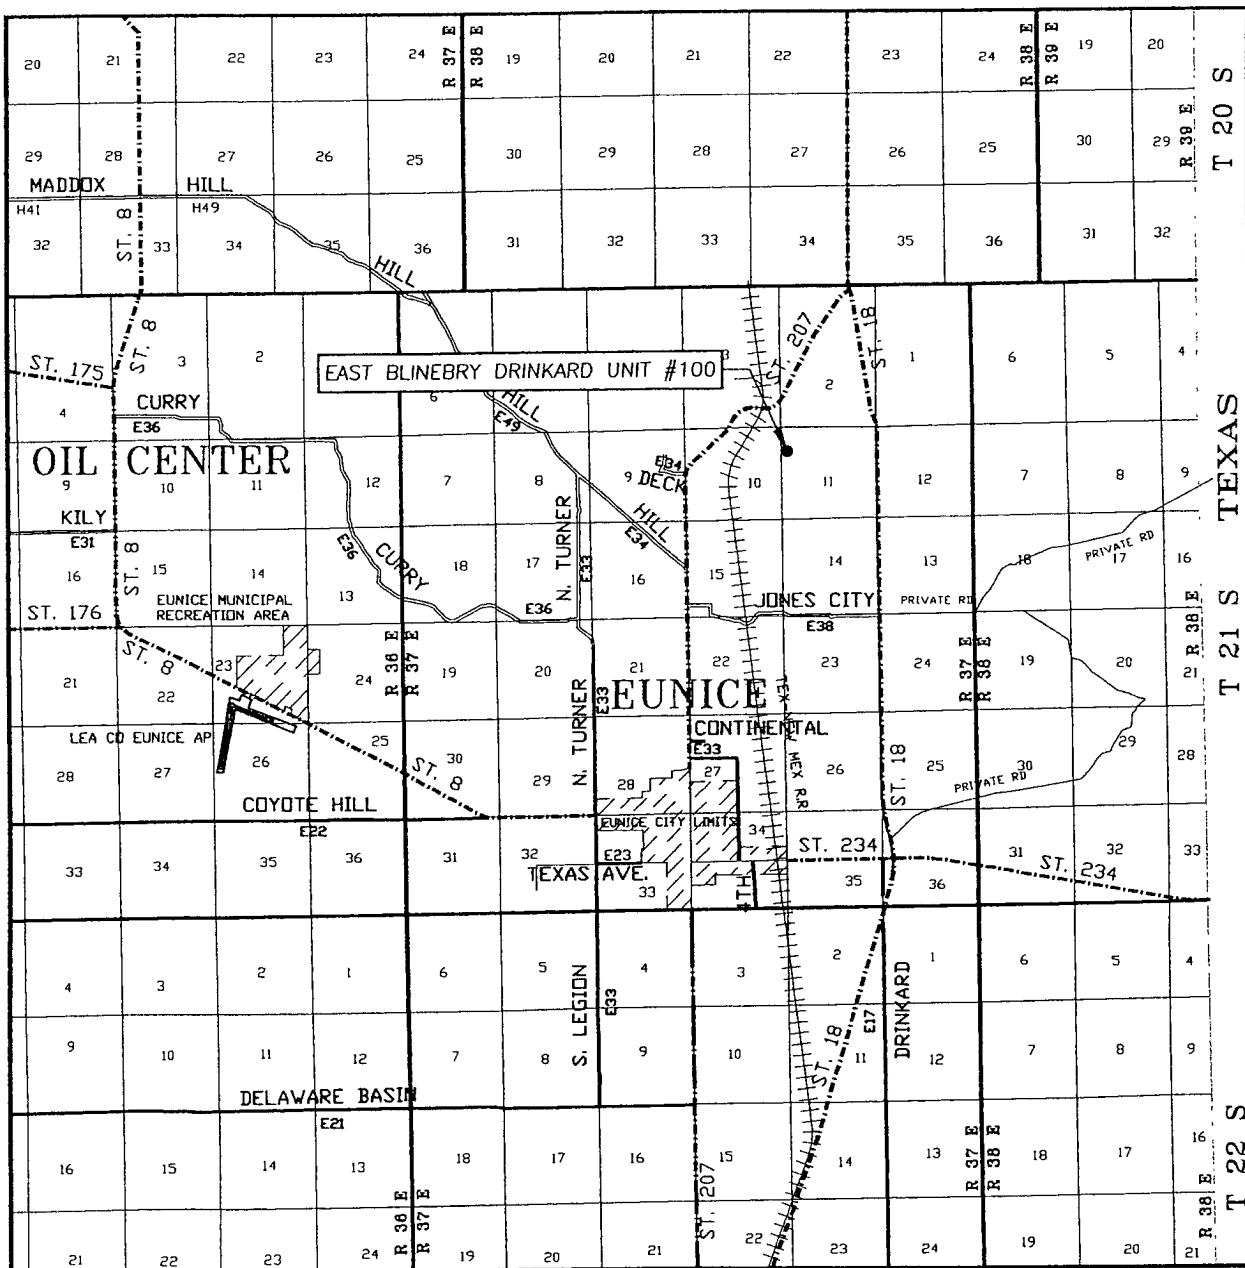 20 21 22 23 24 R 37 E R 38 E 19 20 21 22 23 24 R 38 E R 39 E 19 20
T 20 S
29 28 27 26 25 30 29 28 27 26 25 30 29 R 39 E
MADDOX HILL
H41 H49
32 ST. 8 33 34 35 36 31 32 33 34 35 36 31 32
HILL
ST. 175 ST. 8 3 2 3 ST. 207 2 ST. 18 1 6 5 4
EAST BLINEBRY DRINKARD UNIT #100
4 CURRY 6 HILL
E36 E49
OIL CENTER
9 10 11 12 7 8 9 E34 10 11 12 7 8 9
DECK
TEXAS
KILY HILL
E31 E34
ST. 8 E36 CURRY N. TURNER E33 PRIVATE RD
16 15 14 13 18 17 16 15 14 13 18 17 16
EUNICE MUNICIPAL
RECREATION AREA
ST. 176 E36 JONES CITY PRIVATE RD
E38
T 21 S
ST. 8 R 36 E R 37 E R 37 E R 38 E R 38 E
21 22 23 24 19 20 21 22 23 24 19 20 21
EUNICE
N. TURNER E33 TEX NEW MEX R.R.
LEA CO EUNICE AP CONTINENTAL
E33
28 27 26 25 30 29 28 27 26 25 30 29 28
ST. 8 ST. 18 PRIVATE RD
COYOTE HILL
E22
EUNICE CITY LIMITS
33 34 35 36 31 32 33 34 35 36 31 32 33
E23 ST. 234 ST. 234
TEXAS AVE.
4TH
4 3 2 1 6 5 4 3 2 1 6 5 4
S. LEGION E33 E17 DRINKARD
9 10 11 12 7 8 9 10 11 12 7 8 9
ST. 18
DELAWARE BASIN
E21
T 22 S
16 15 14 13 18 17 16 15 14 13 R 37 E R 38 E 18 17 16
ST. 207
21 22 23 24 R 36 E R 37 E 19 20 21 22 23 24 19 20 21 R 38 E